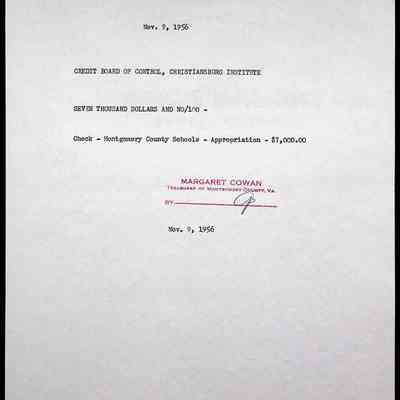 Nov. 9, 1956
CREDIT BOARD OF CONTROL, CHRISTIANSBURG INSTITUTE
SEVEN THOUSAND DOLLARS AND NO/100 -
Check - Montgomery County Schools - Appropriation - $7,000.00
MARGARET COWAN
TREASURER OF MONTGOMERY COUNTY, VA.
BY
Nov. 9, 1956